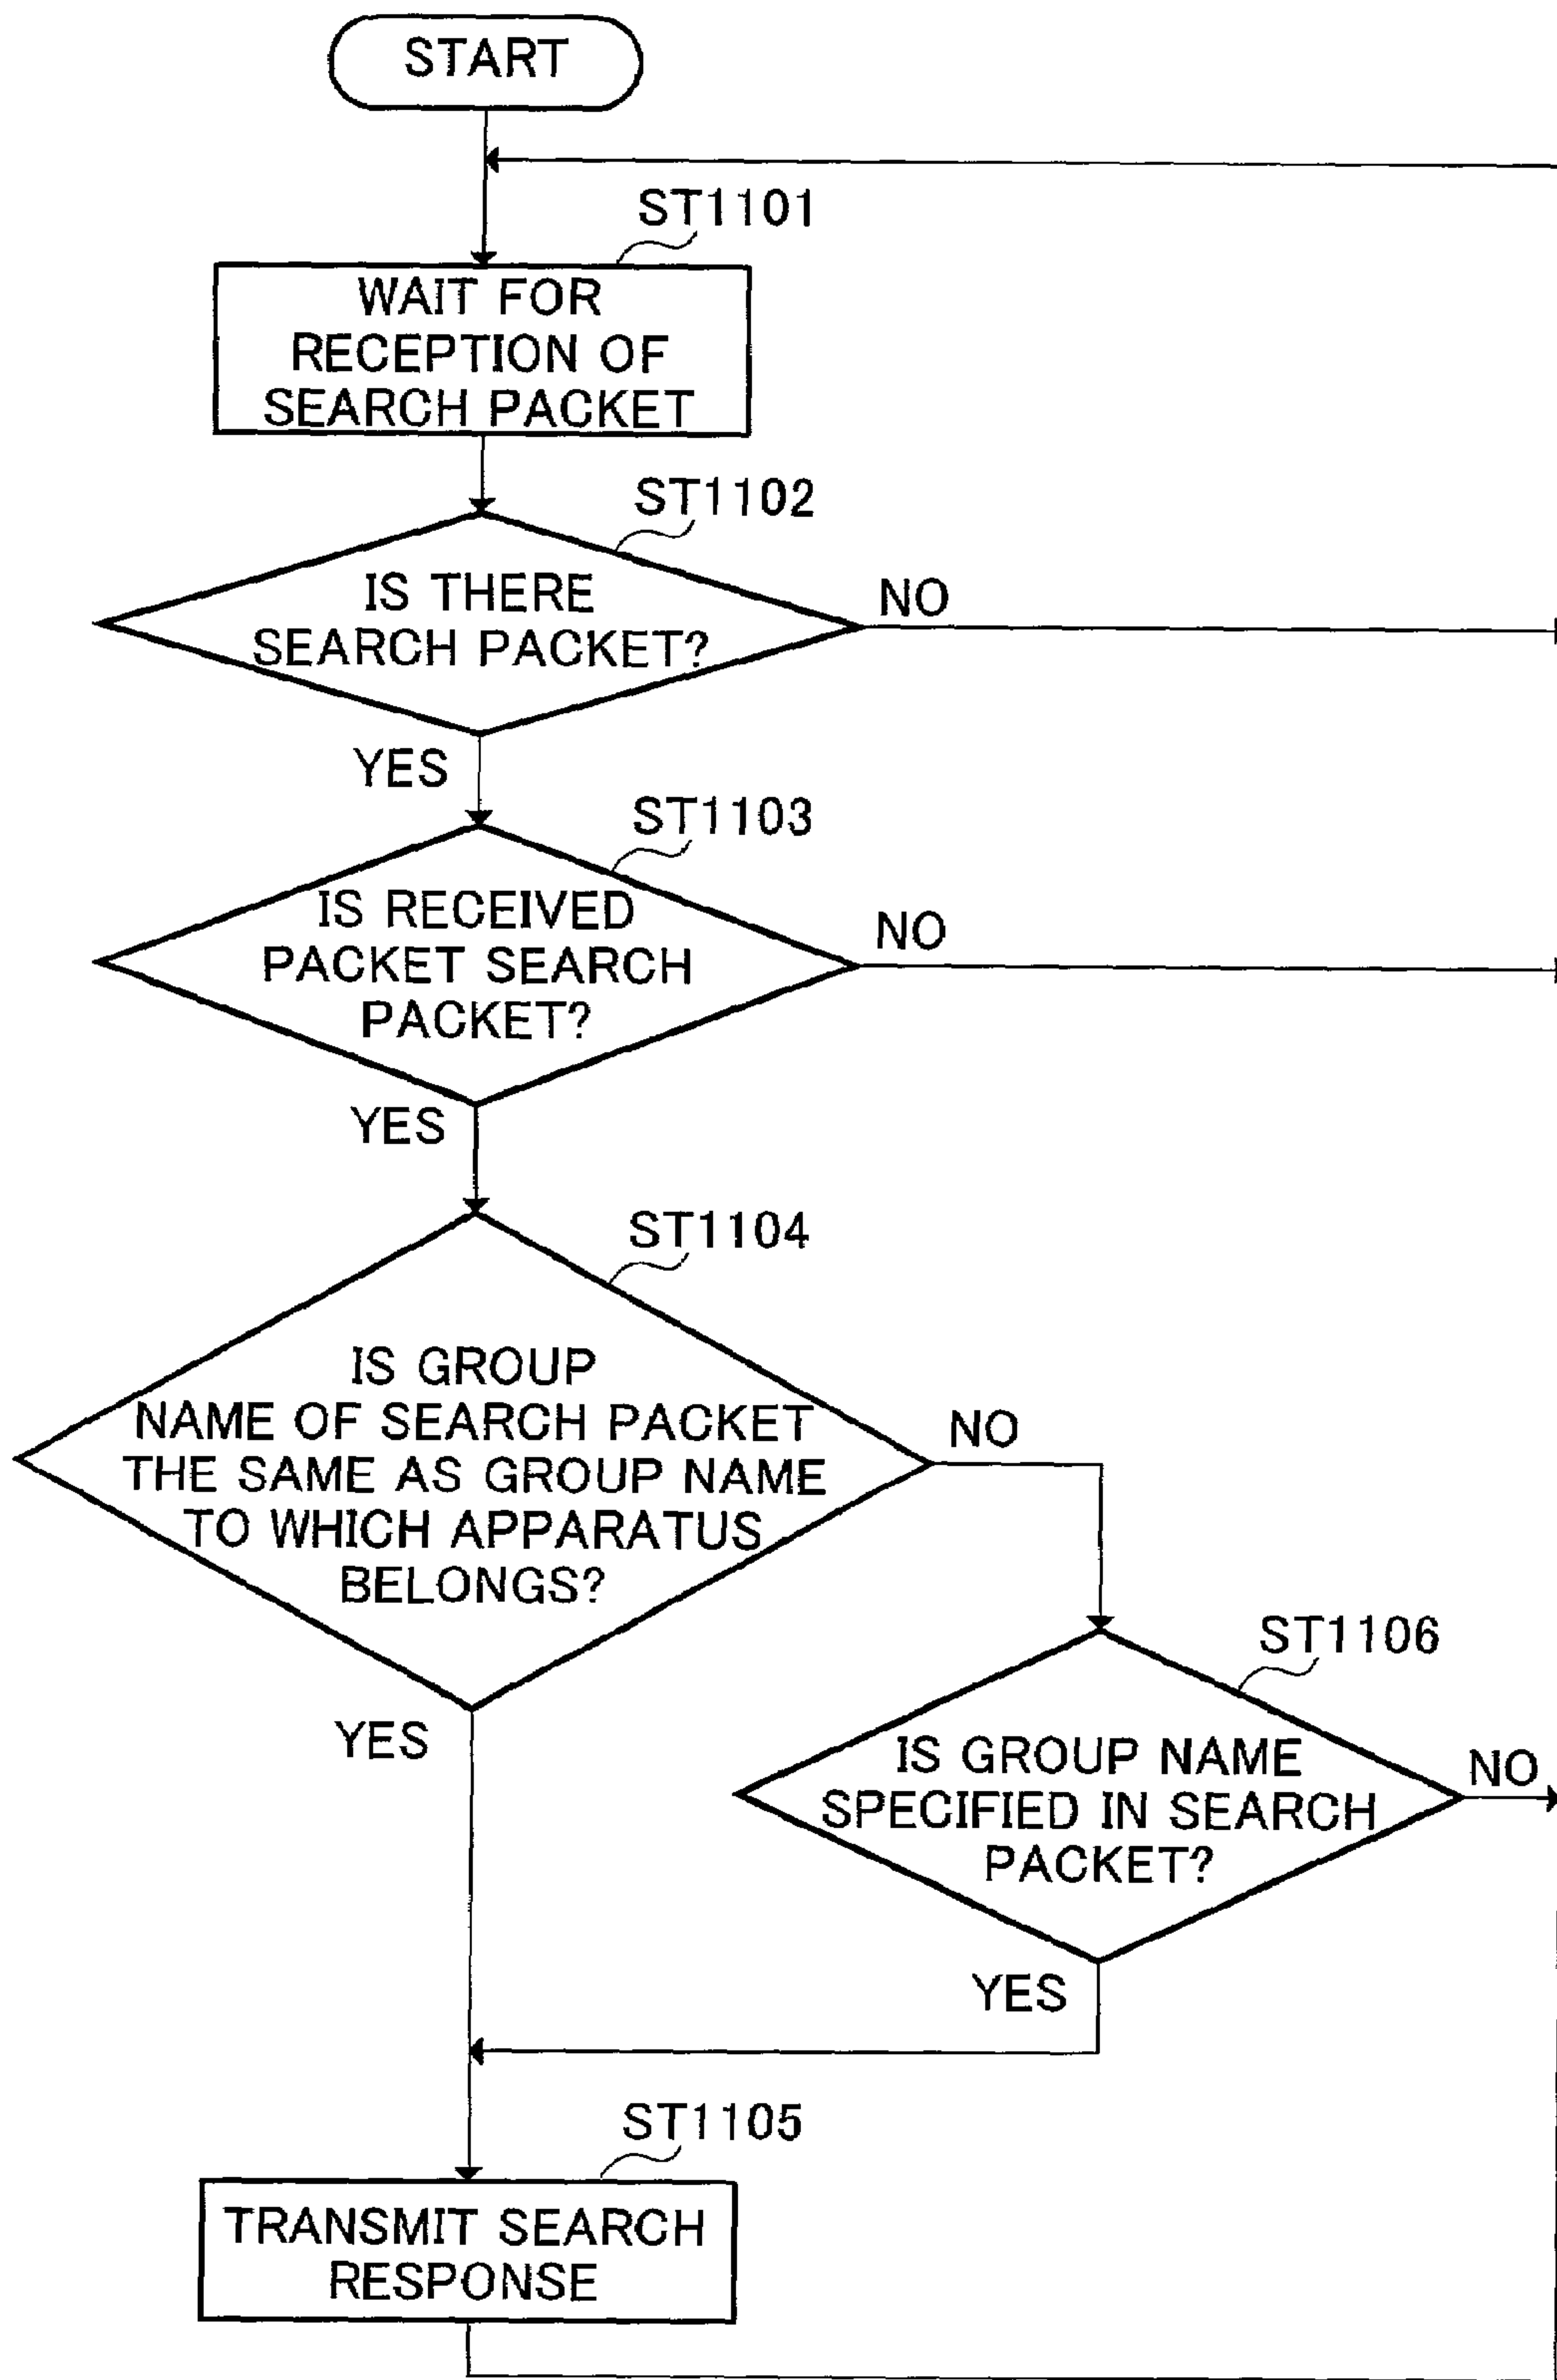 START
ST1101
WAIT FOR
RECEPTION OF
SEARCH PACKET
ST1102
IS THERE
SEARCH PACKET?
NO
YES
ST1103
IS RECEIVED
PACKET SEARCH
PACKET?
NO
YES
ST1104
IS GROUP
NAME OF SEARCH PACKET
THE SAME AS GROUP NAME
TO WHICH APPARATUS
BELONGS?
NO
YES
ST1106
IS GROUP NAME
SPECIFIED IN SEARCH
PACKET?
NO
YES
ST1105
TRANSMIT SEARCH
RESPONSE